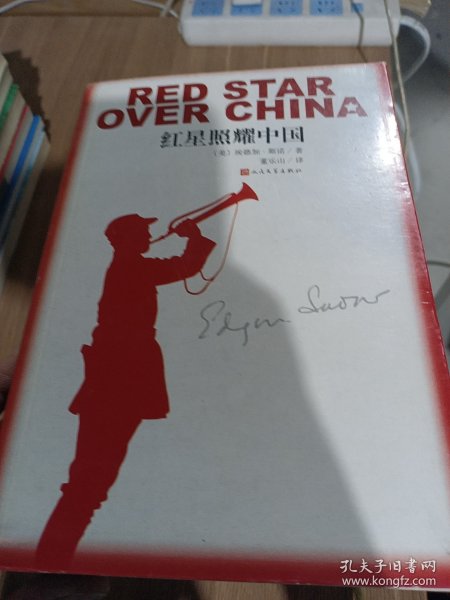 RED STAR
OVER CHINA
红星照耀中国
（美）埃德加·斯诺／著
董乐山／译
人民文学出版社
Edgar Snow
孔夫子旧书网
www.kongfz.com